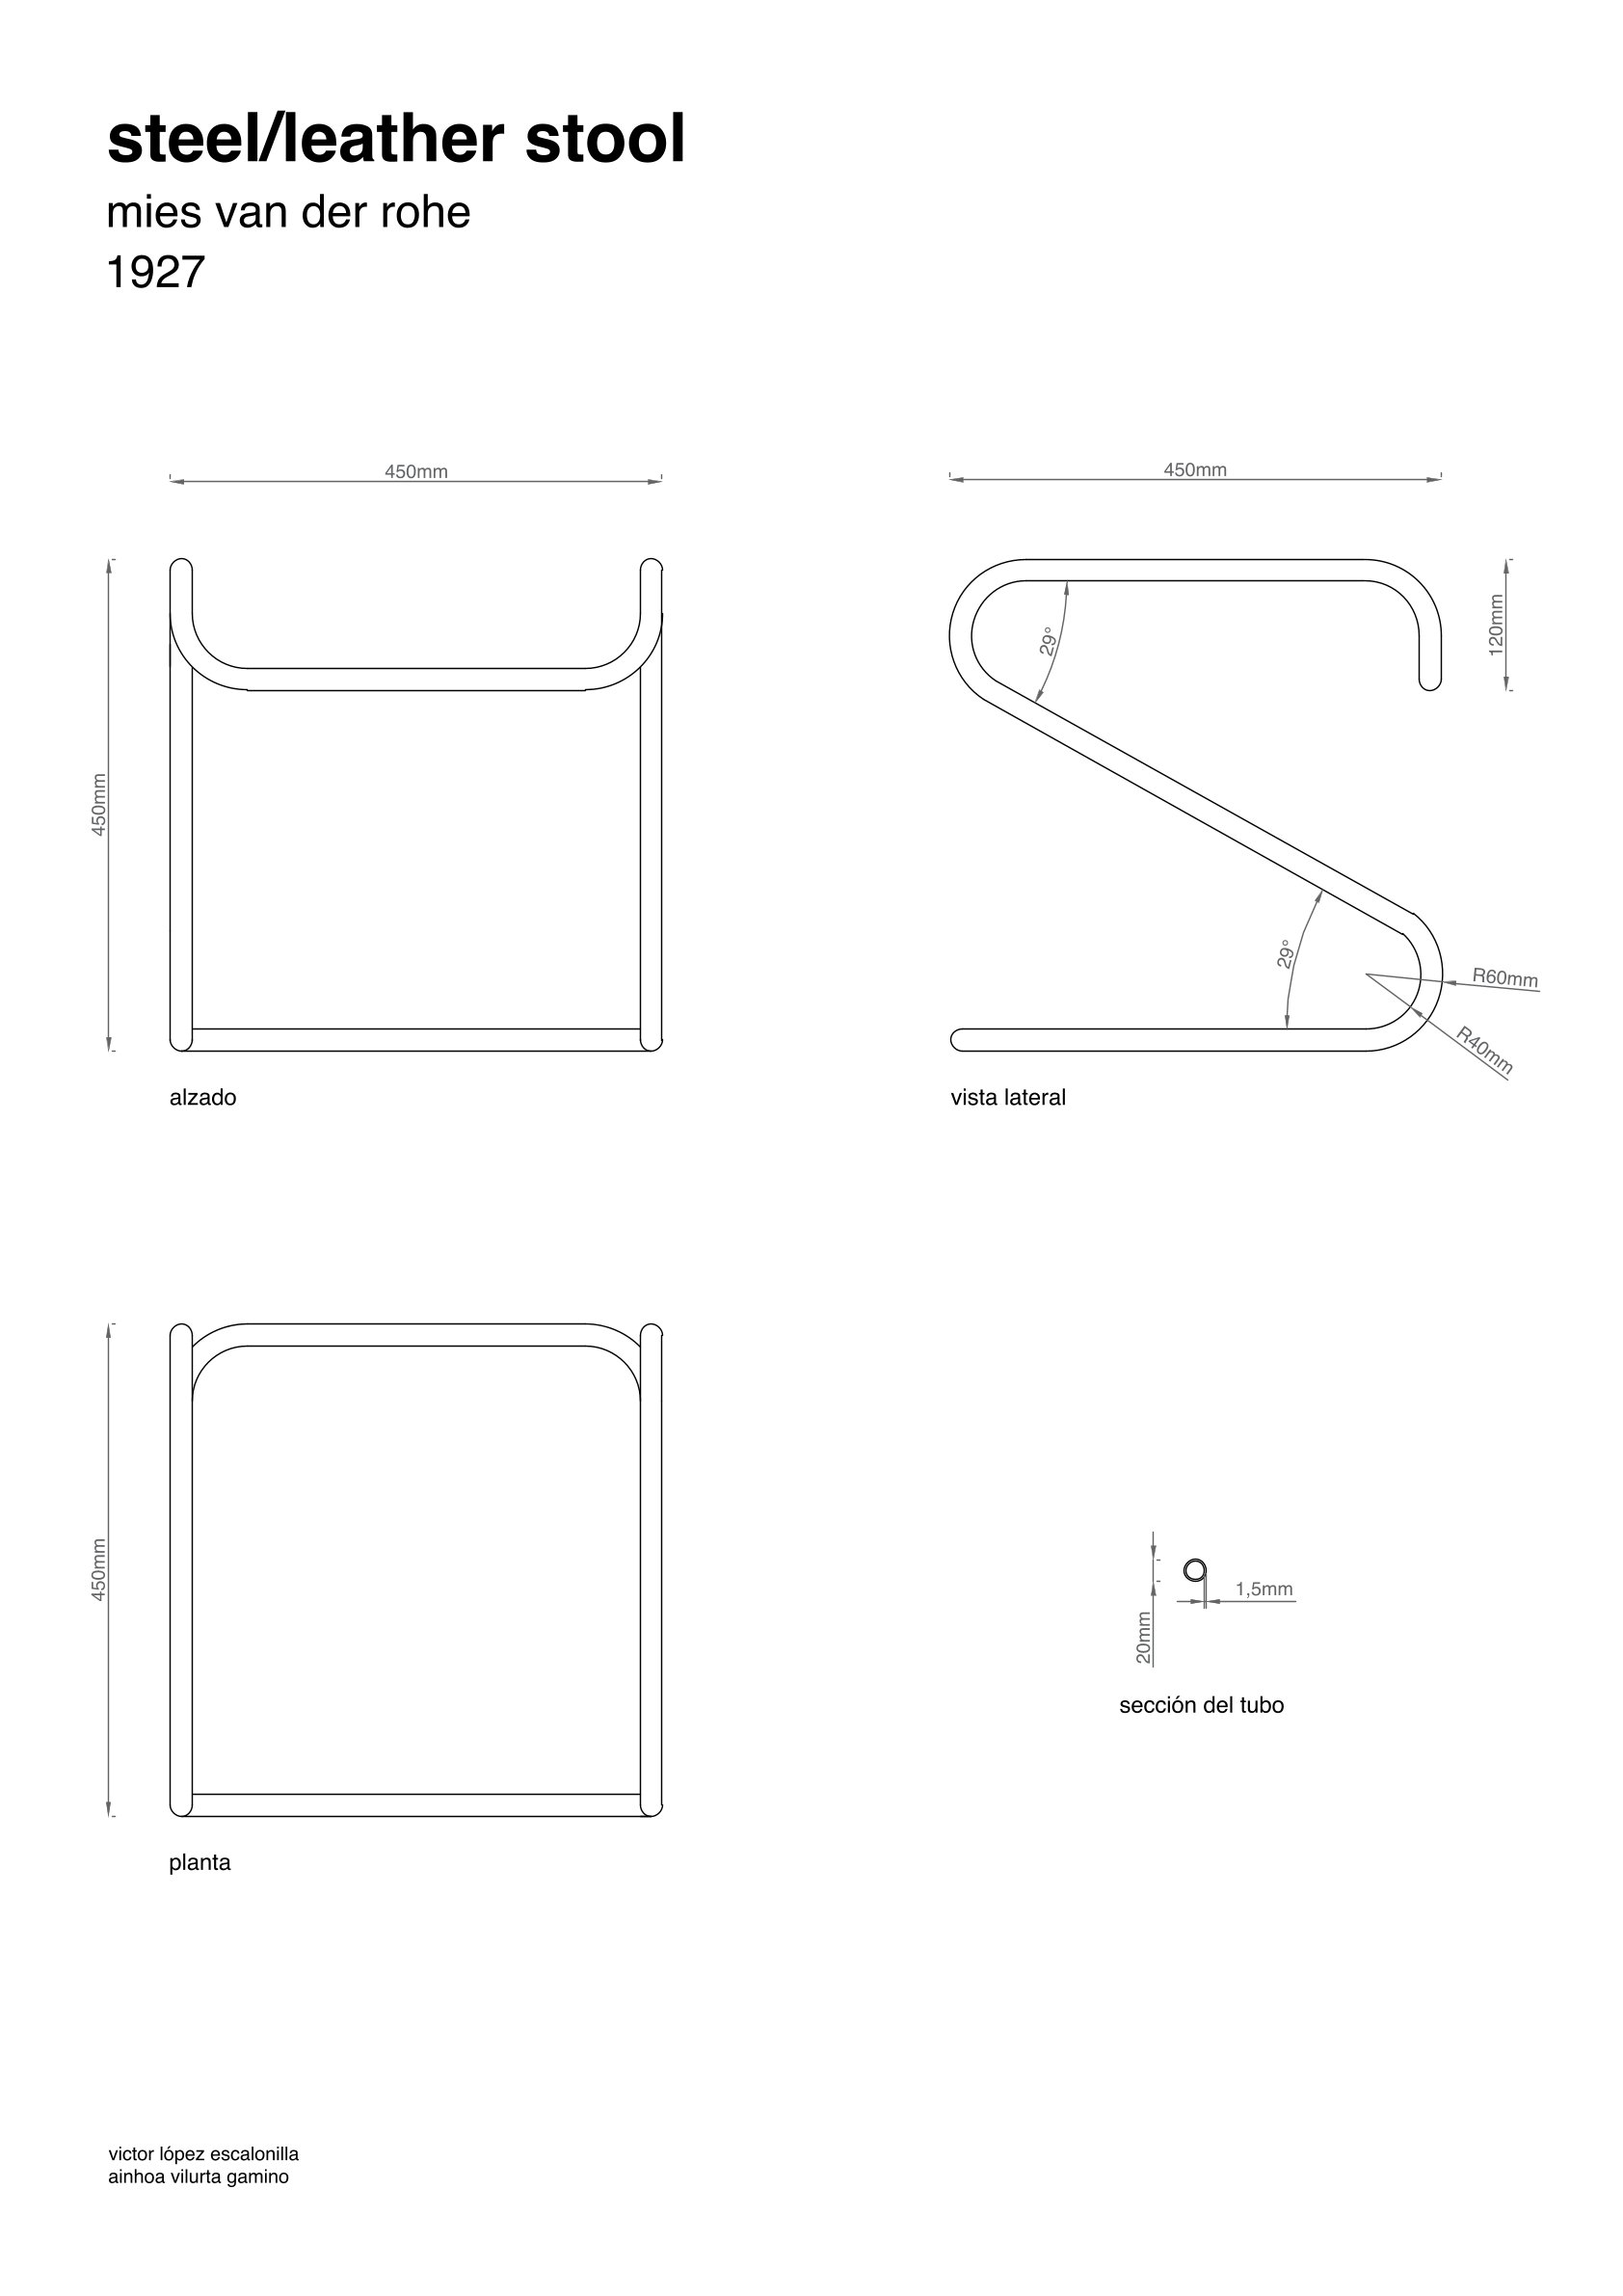 steel/leather stool
mies van der rohe
1927
450mm
450mm
450mm
120mm
29°
29°
R60mm
R40mm
alzado
vista lateral
450mm
1,5mm
20mm
sección del tubo
planta
victor lópez escalonilla
ainhoa vilurta gamino